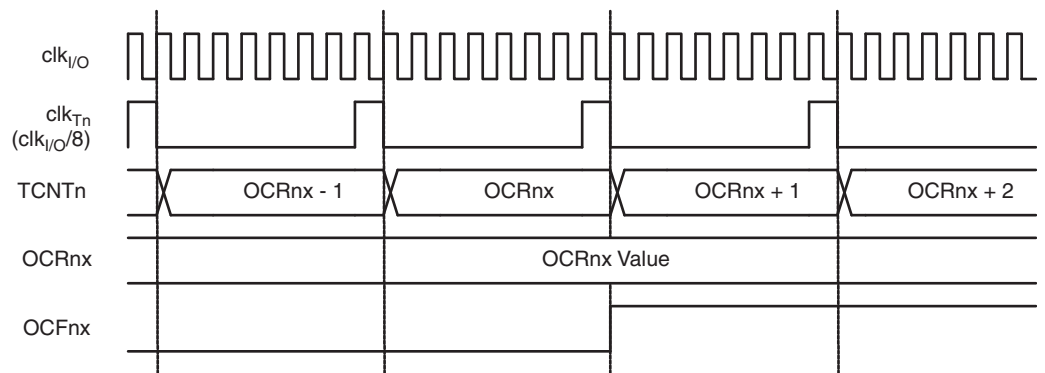 clkI/O
clkTn
(clkI/O/8)
TCNTn OCRnx - 1 OCRnx OCRnx + 1 OCRnx + 2
OCRnx OCRnx Value
OCFnx